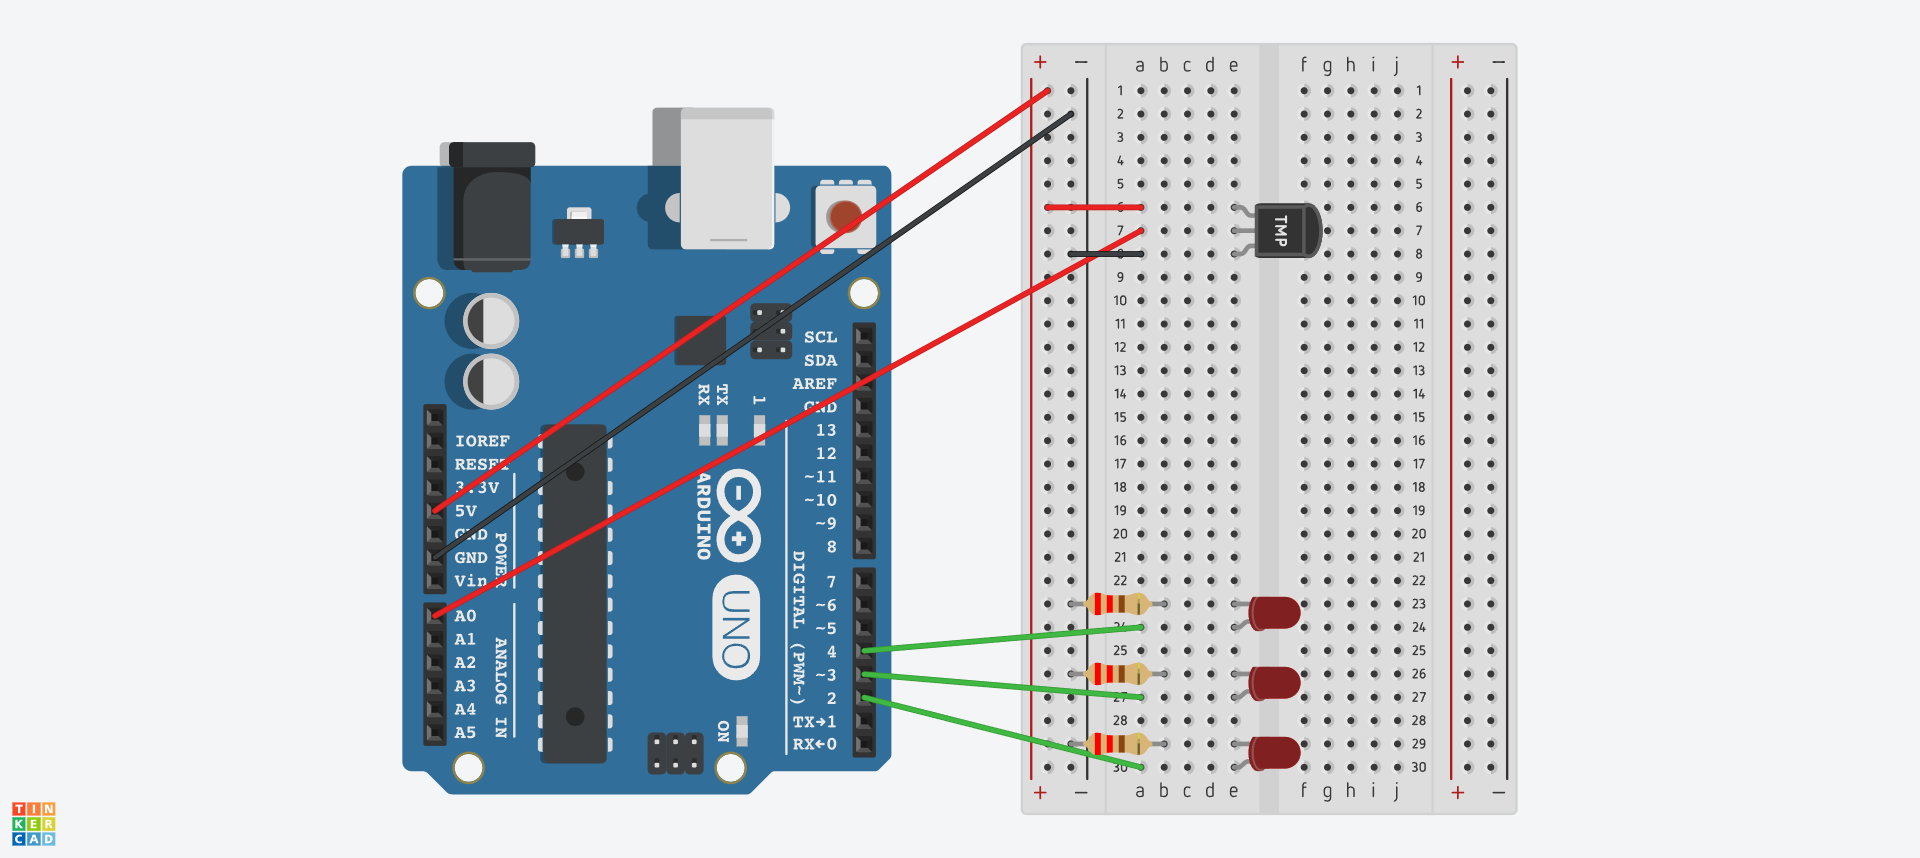 + − a b c d e f g h i j + −
1 1
2 2
3 3
4 4
5 5
6 6
7 7
8 8
9 9
10 10
11 11
12 12
13 13
14 14
15 15
16 16
17 17
18 18
19 19
20 20
21 21
22 22
23
24 24
25 25
26
27 27
28 28
29
30 30
+ − a b c d e f g h i j + −
TMP
SCL
SDA
AREF
GND
13
12
~11
~10
~9
8
7
~6
~5
4
~3
2
TX→1
RX←0
DIGITAL (PWM~)
RX
TX
1
ARDUINO
UNO
ON
IOREF
RESET
3.3V
5V
GND
GND
Vin
POWER
A0
A1
A2
A3
A4
A5
ANALOG IN
TIN
KER
CAD